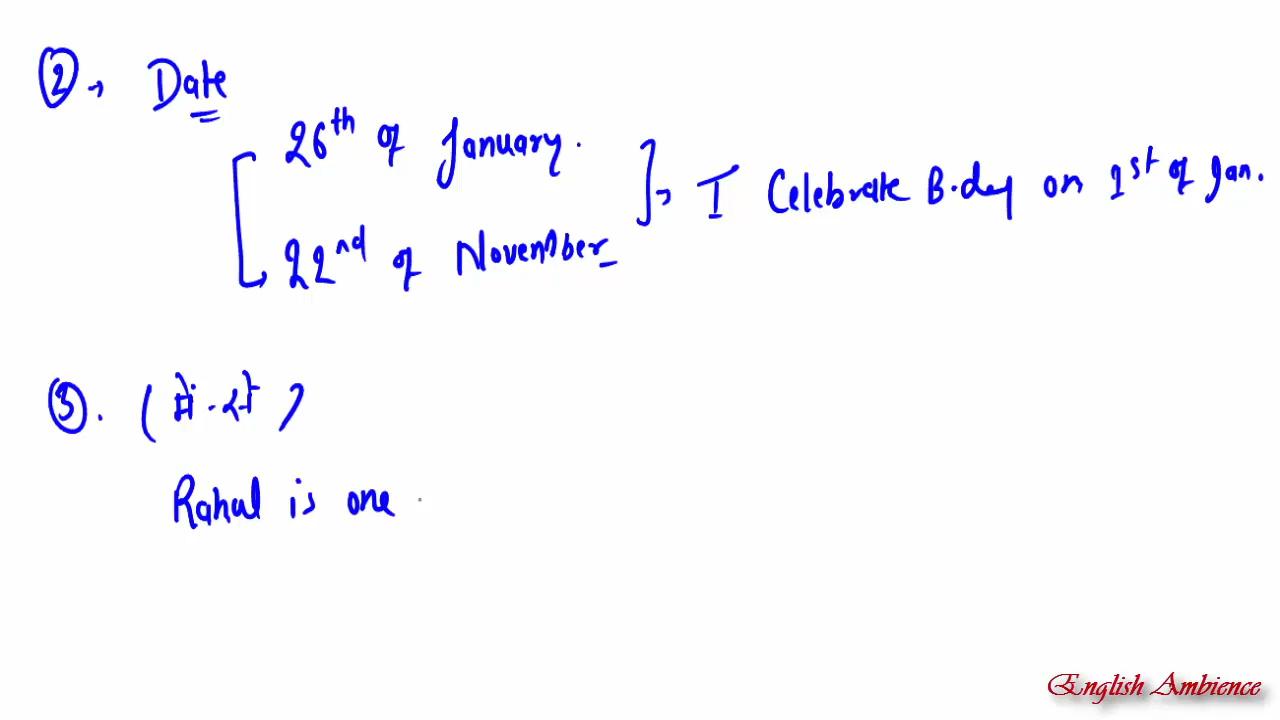 ② → Date
26th of January.
I Celebrate B.day on 1st of Jan.
22nd of November
③. (में - से)
Rahul is one
English Ambience